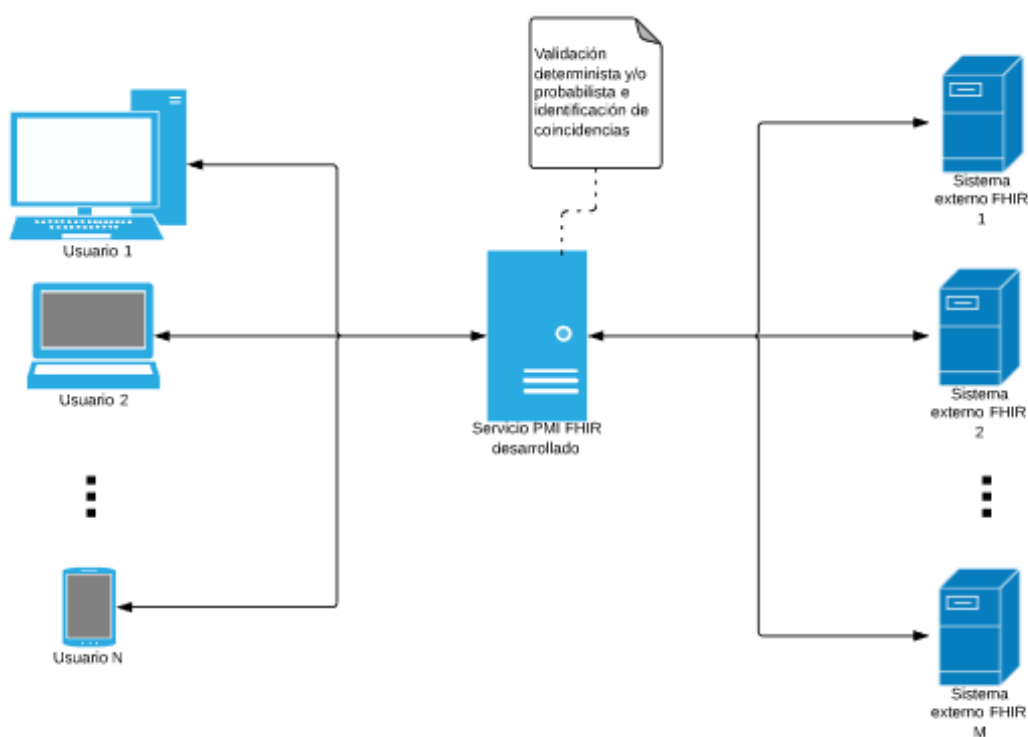 Validación
determinista y/o
probabilista e
identificación de
coincidencias
Usuario 1
Usuario 2
Usuario N
Servicio PMI FHIR
desarrollado
Sistema
externo FHIR
1
Sistema
externo FHIR
2
Sistema
externo FHIR
M